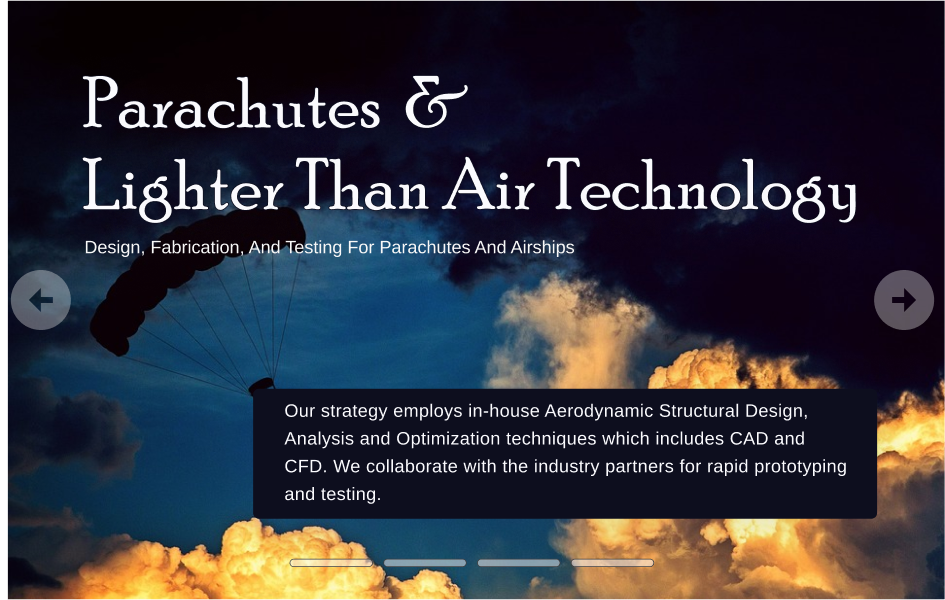 Parachutes &
Lighter Than Air Technology
Design, Fabrication, And Testing For Parachutes And Airships
Our strategy employs in-house Aerodynamic Structural Design,
Analysis and Optimization techniques which includes CAD and
CFD. We collaborate with the industry partners for rapid prototyping
and testing.